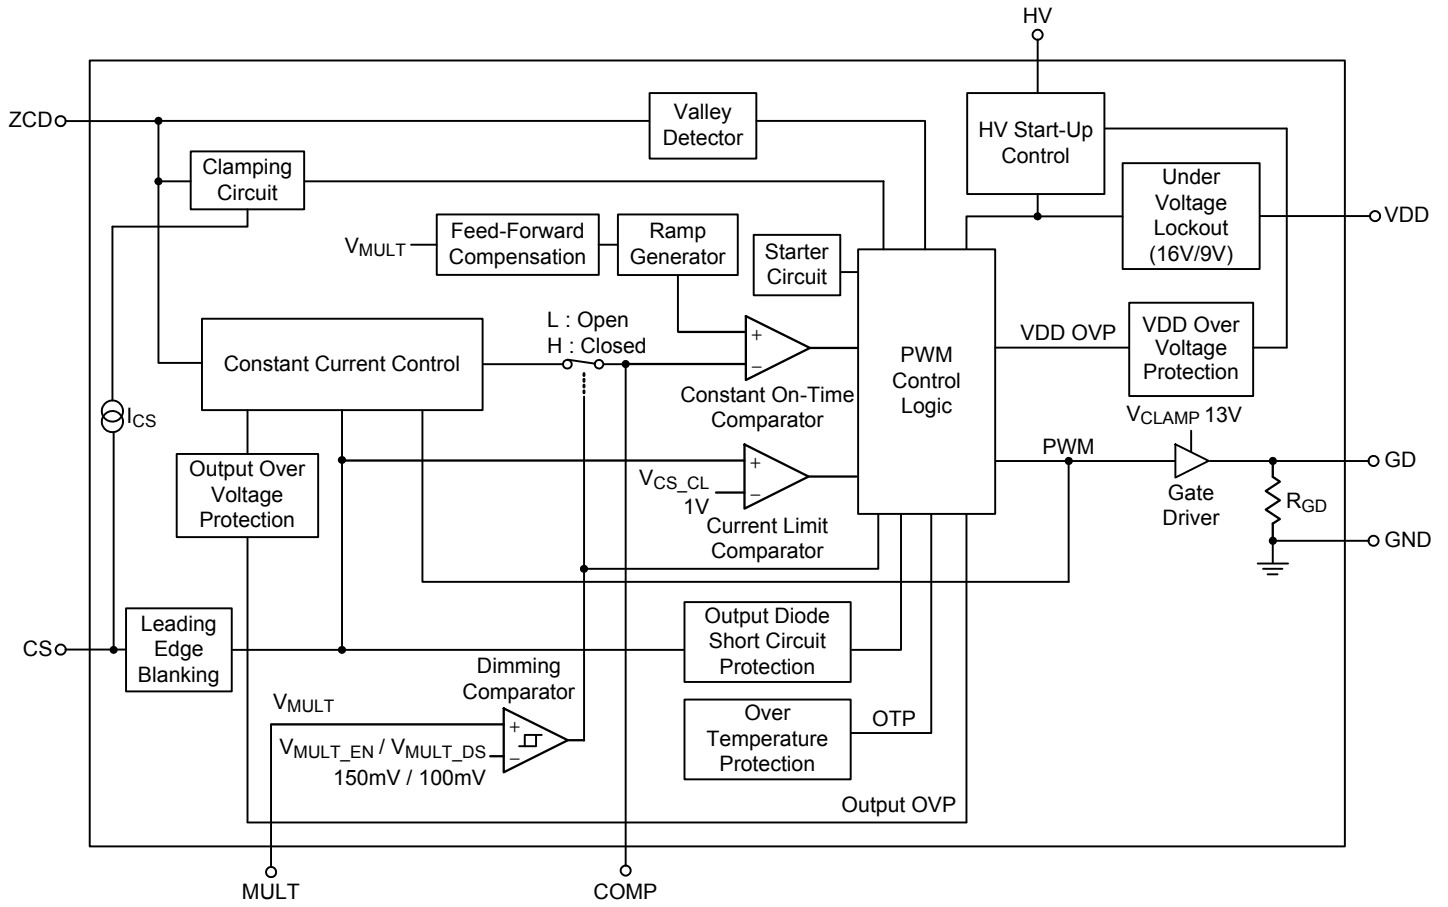 HV
ZCD
Valley
Detector
HV Start-Up
Control
Clamping
Circuit
Under
Voltage
Lockout
(16V/9V)
VDD
VMULT
Feed-Forward
Compensation
Ramp
Generator
Starter
Circuit
L : Open
H : Closed
Constant Current Control
+
−
Constant On-Time
Comparator
PWM
Control
Logic
VDD OVP
VDD Over
Voltage
Protection
ICS
VCLAMP 13V
PWM
GD
Output Over
Voltage
Protection
VCS_CL
1V
+
−
Current Limit
Comparator
Gate
Driver
RGD
GND
CS
Leading
Edge
Blanking
Output Diode
Short Circuit
Protection
Dimming
Comparator
VMULT
VMULT_EN / VMULT_DS
150mV / 100mV
+
−
Over
Temperature
Protection
OTP
Output OVP
MULT
COMP